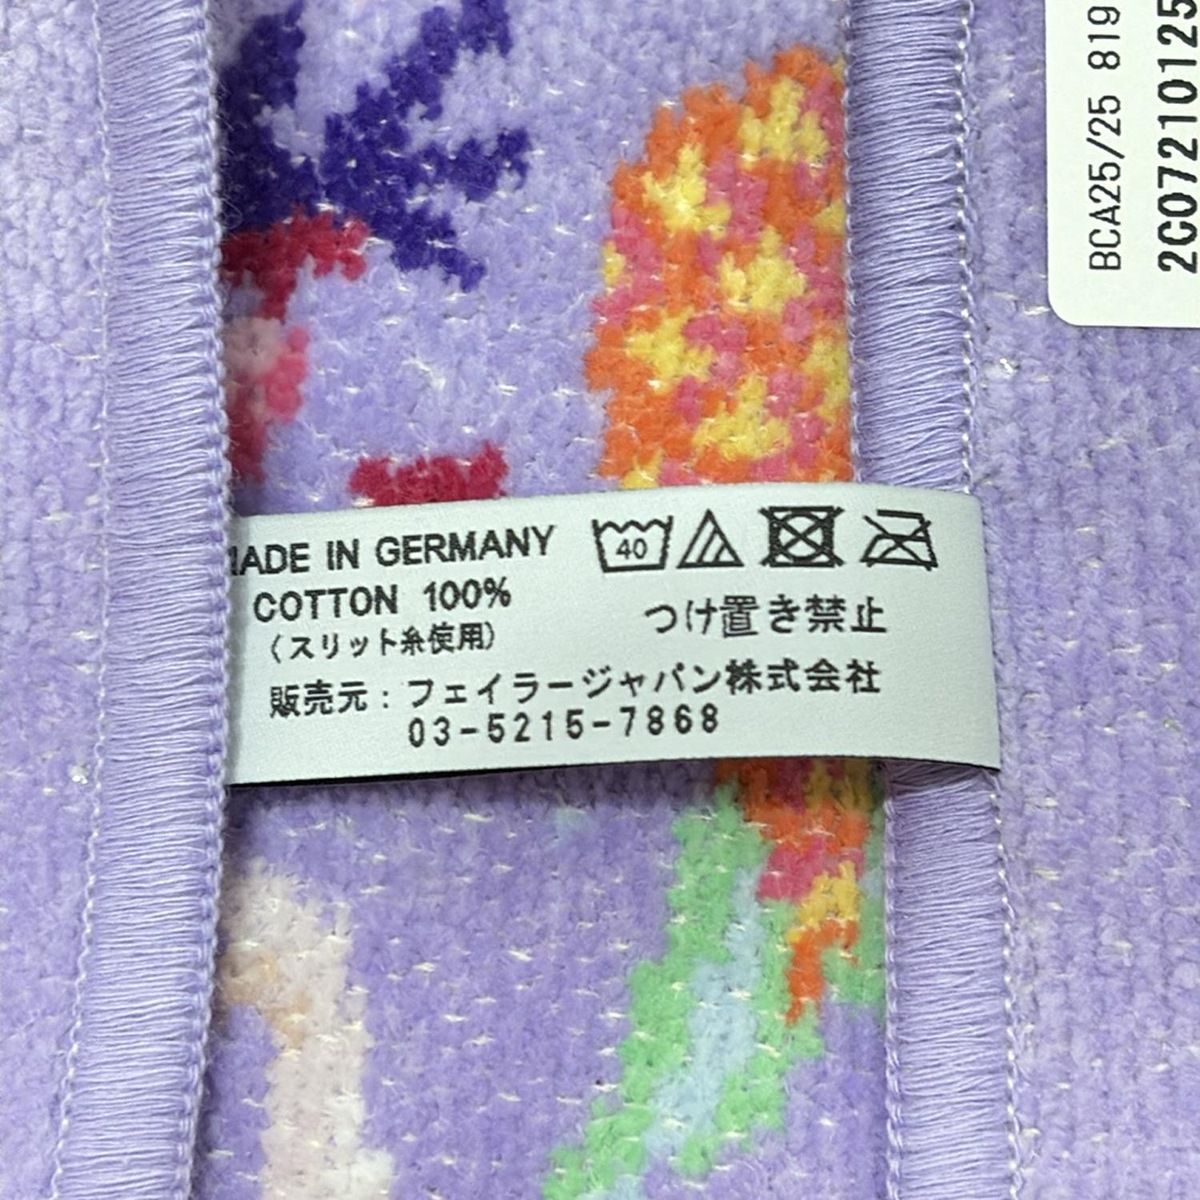 BCA25/25 819
2C07210125
MADE IN GERMANY
COTTON 100%
(スリット糸使用)
40
つけ置き禁止
販売元:フェイラージャパン株式会社
03-5215-7868